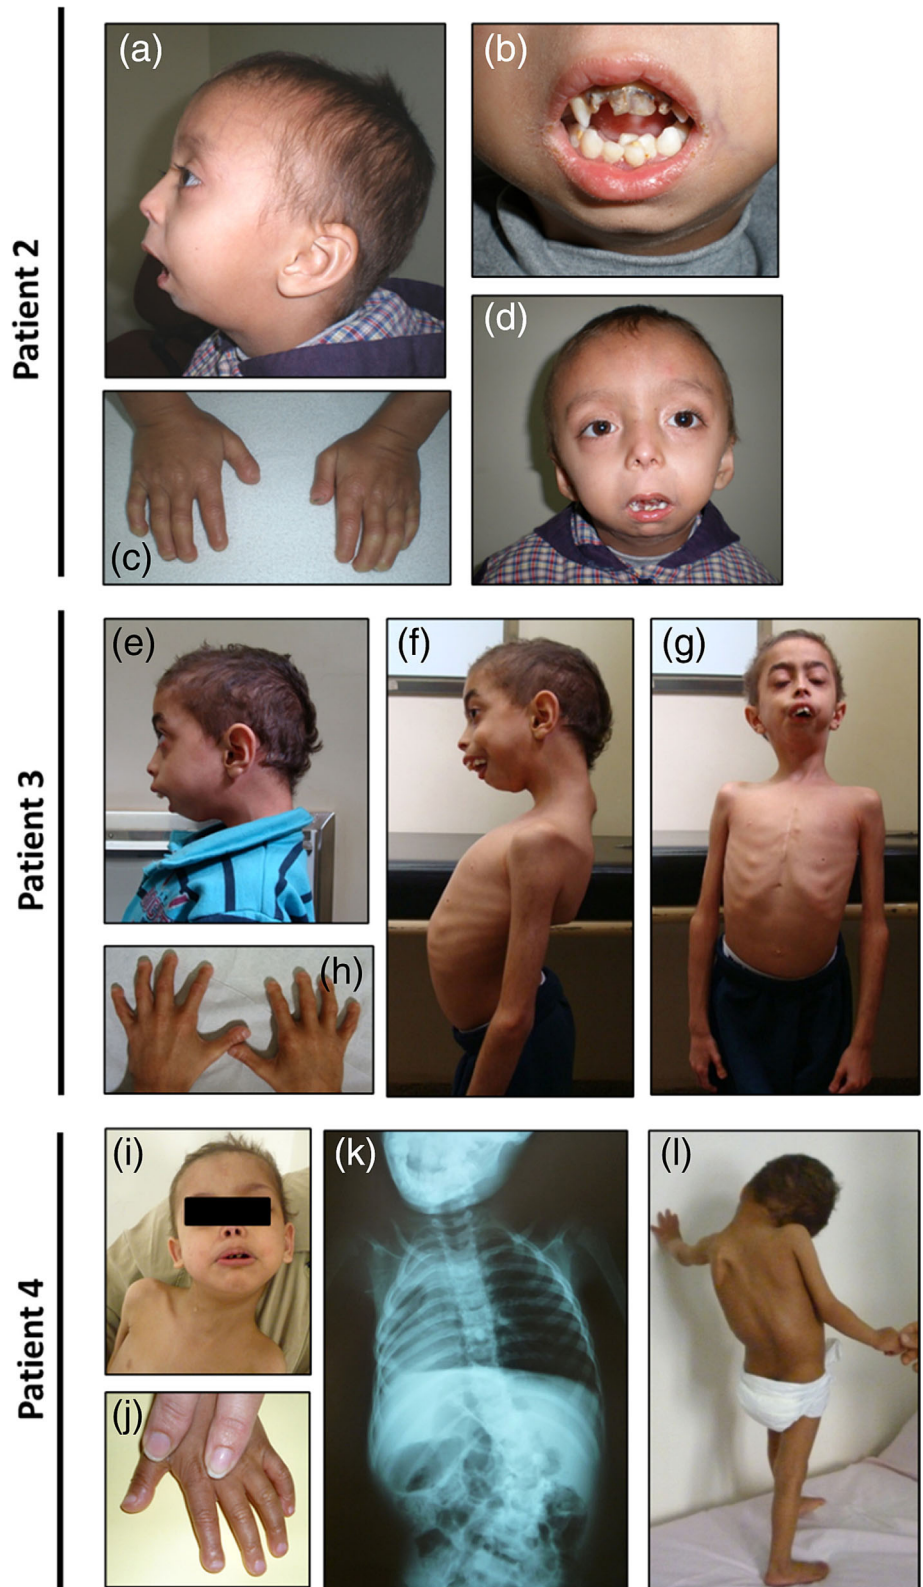 Patient 2
(a)
(b)
(c)
(d)
Patient 3
(e)
(f)
(g)
(h)
Patient 4
(i)
(k)
(l)
(j)